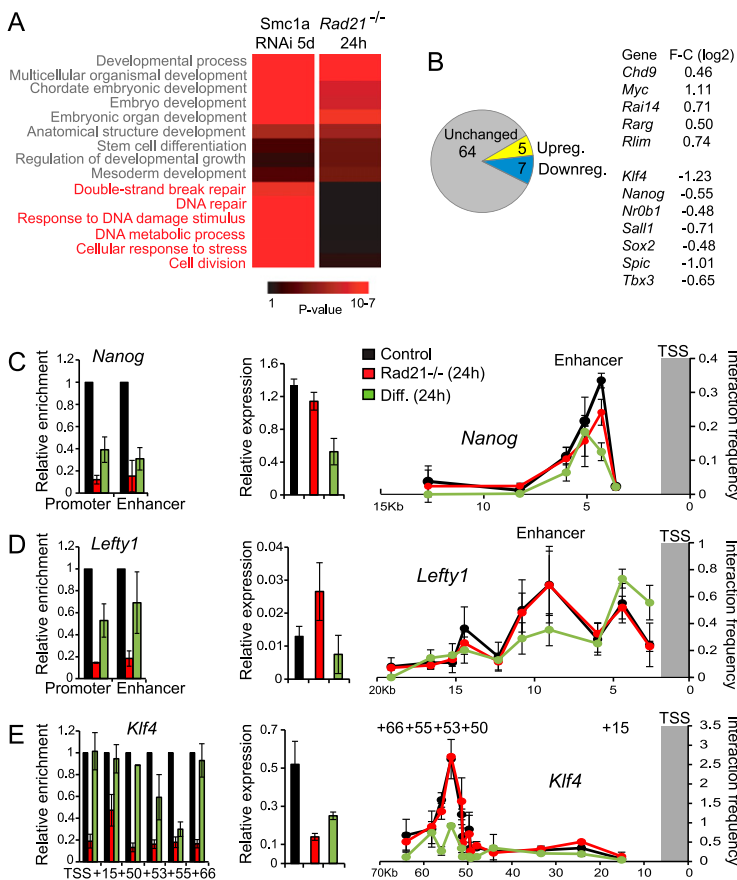 A
Smc1a Rad21 -/-
RNAi 5d 24h
Developmental process
Multicellular organismal development
Chordate embryonic development
Embryo development
Embryonic organ development
Anatomical structure development
Stem cell differentiation
Regulation of developmental growth
Mesoderm development
Double-strand break repair
DNA repair
Response to DNA damage stimulus
DNA metabolic process
Cellular response to stress
Cell division
1 P-value 10-7
B
Unchanged
64
5 Upreg.
7 Downreg.
Gene F-C (log2)
Chd9 0.46
Myc 1.11
Rai14 0.71
Rarg 0.50
Rlim 0.74
Klf4 -1.23
Nanog -0.55
Nr0b1 -0.48
Sall1 -0.71
Sox2 -0.48
Spic -1.01
Tbx3 -0.65
C
Nanog
Relative enrichment
1.2
1
0.8
0.6
0.4
0.2
0
Promoter Enhancer
Relative expression
1.6
1.2
0.8
0.4
0
Control
Rad21-/- (24h)
Diff. (24h)
Enhancer
TSS
Nanog
Interaction frequency
0.4
0.3
0.2
0.1
0
15Kb 10 5 0
D
Lefty1
Relative enrichment
1.2
1
0.8
0.6
0.4
0.2
0
Promoter Enhancer
Relative expression
0.04
0.03
0.02
0.01
0
Enhancer
TSS
Lefty1
Interaction frequency
1
0.8
0.6
0.4
0.2
0
20Kb 15 10 5 0
E
Klf4
Relative enrichment
1.2
1
0.8
0.6
0.4
0.2
0
TSS +15 +50 +53 +55 +66
Relative expression
0.7
0.5
0.3
0.1
0
+66 +55 +53 +50 +15
TSS
Klf4
Interaction frequency
3.5
3
2.5
2
1.5
1
0.5
0
70Kb 60 50 40 30 20 10 0